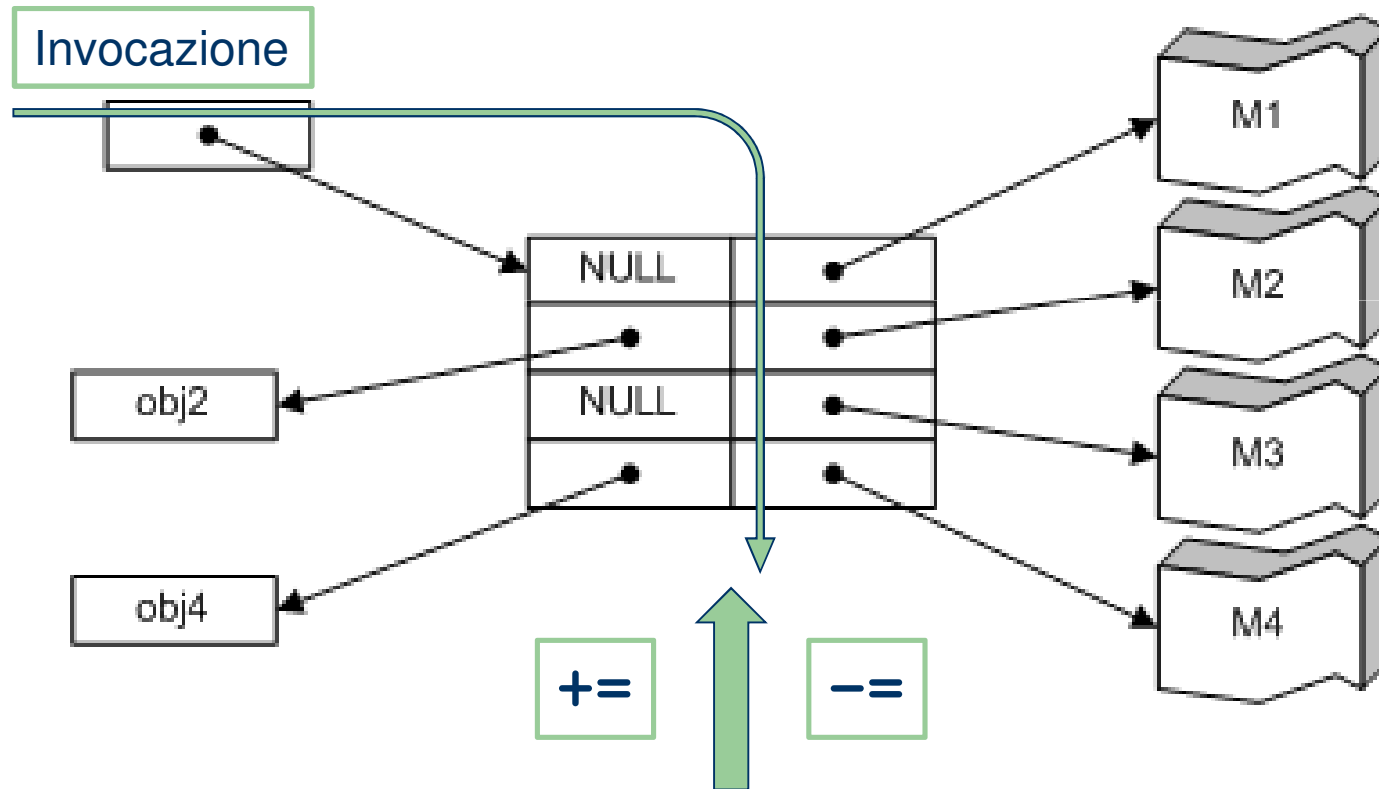 Invocazione
M1
NULL
M2
obj2
NULL
M3
obj4
M4
+=
−=